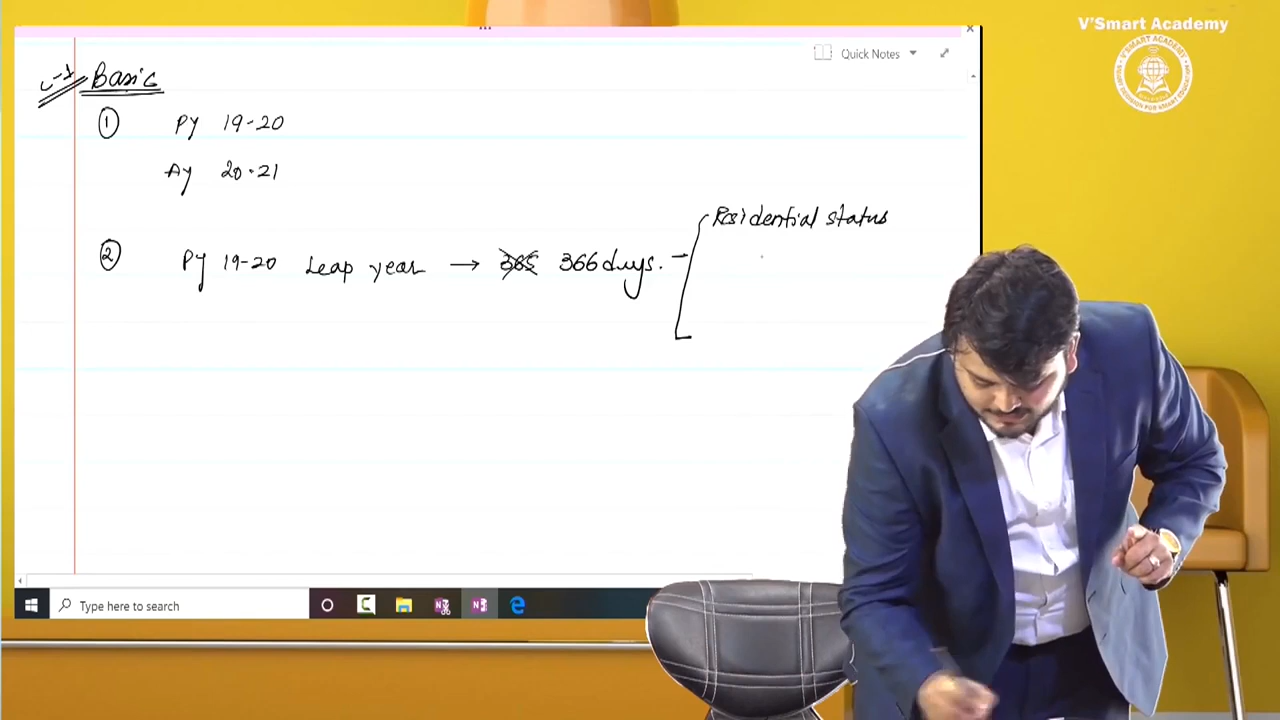 V'Smart Academy
Quick Notes
Basic
① PY 19-20
AY 20-21
② PY 19-20 Leap year → 365 366 days.
Residential status
Type here to search